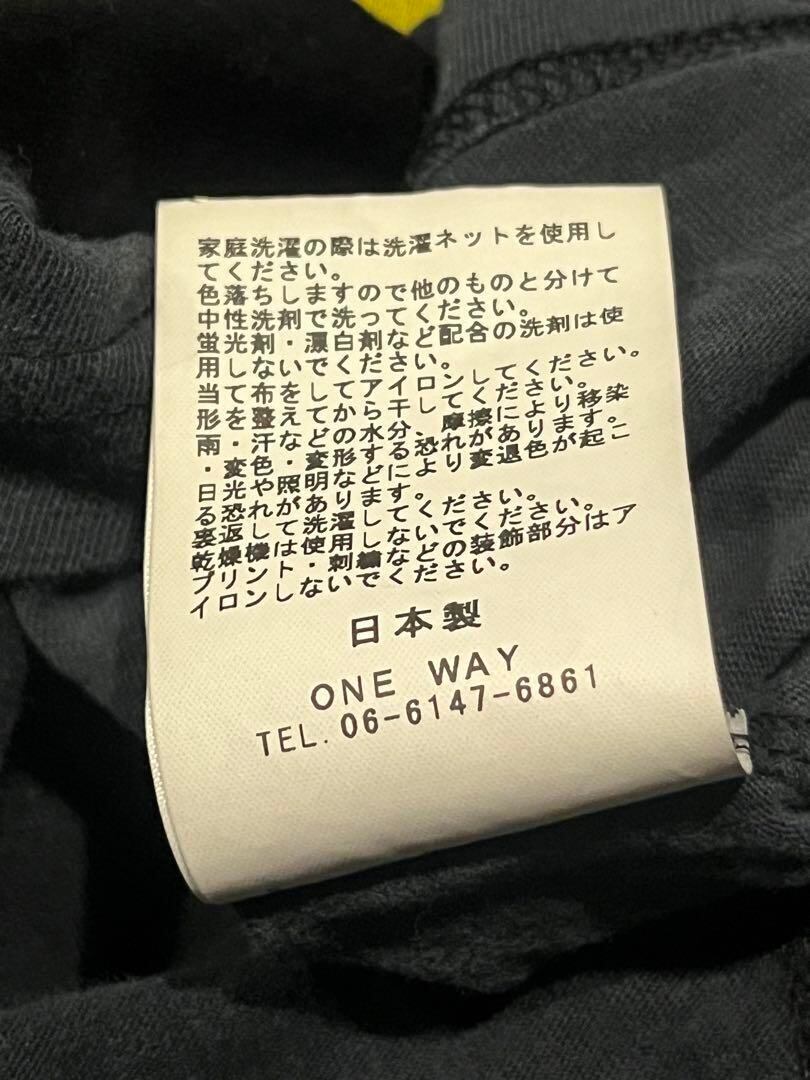 家庭洗濯の際は洗濯ネットを使用し
てください。
色落ちしますので他のものと分けて
中性洗剤で洗ってください。
蛍光剤・漂白剤など配合の洗剤は使
用しないでください。
当て布をしてアイロンしてください。
形を整えてから干してください。
雨・汗などの水分、摩擦により移染
・変色・変形する恐れがあります。
日光や照明などにより変退色が起こ
る恐れがあります。
裏返して洗濯してください。
乾燥機は使用しないでください。
プリント・刺繍などの装飾部分はア
イロンしないでください。
日本製
ONE WAY
TEL. 06-6147-6861